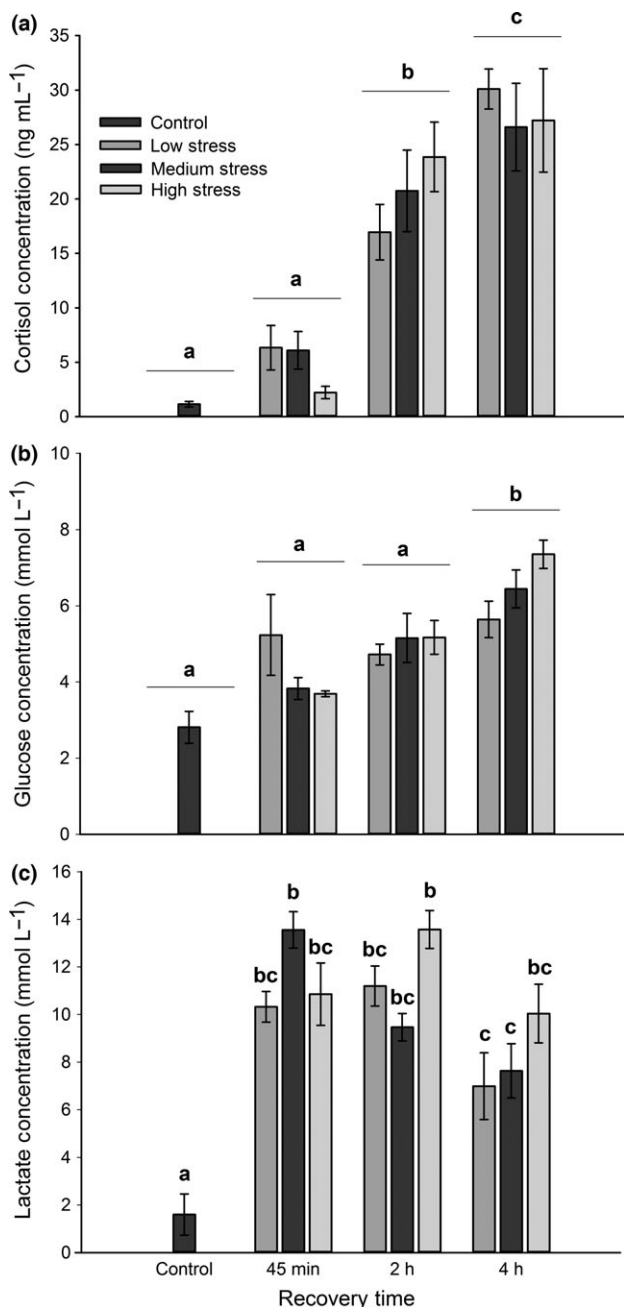 (a)
c
35
b
30
Control
Low stress
Medium stress
High stress
25
20
15
a
10
a
5
0
Cortisol concentration (ng mL⁻¹)
(b)
10
b
8
a
a
6
a
4
2
0
Glucose concentration (mmol L⁻¹)
(c)
16
b
b
14
bc
bc
bc
bc
bc
12
10
c
c
8
6
4
a
2
0
Lactate concentration (mmol L⁻¹)
Control 45 min 2 h 4 h
Recovery time